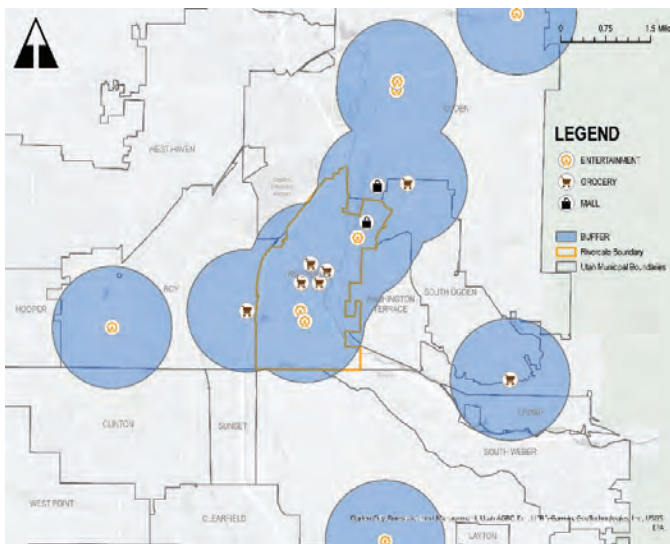 0 0.75 1.5 Miles
OGDEN
WEST HAVEN
LEGEND
ENTERTAINMENT
GROCERY
MALL
BUFFER
Riverdale Boundary
Utah Municipal Boundaries
ROY
HOOPER
SOUTH OGDEN
WASHINGTON
TERRACE
CLINTON
SUNSET
UINTAH
SOUTH WEBER
WEST POINT
CLEARFIELD
LAYTON